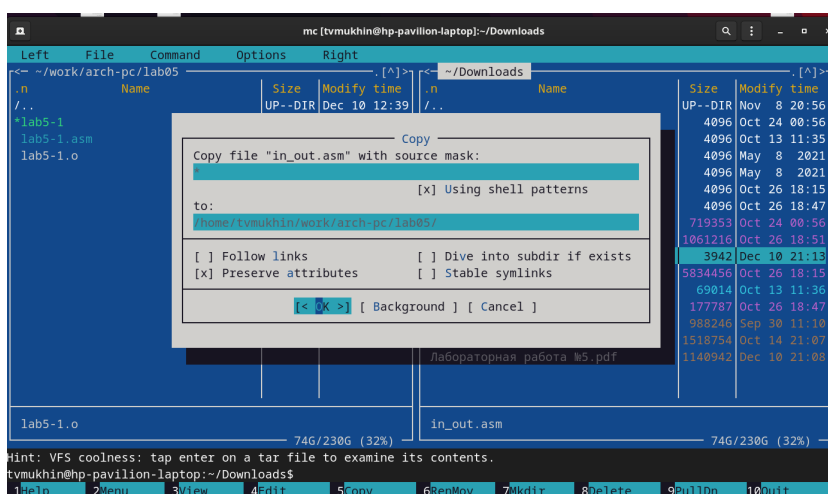 mc [tvmukhin@hp-pavilion-laptop]:~/Downloads
Left File Command Options Right
<─ ~/work/arch-pc/lab05 .[^]> <─ ~/Downloads .[^]>
.n Name Size Modify time .n Name Size Modify time
/.. UP--DIR Dec 10 12:39 /.. UP--DIR Nov 8 20:56
*lab5-1 4096 Oct 24 00:56
lab5-1.asm 4096 Oct 13 11:35
lab5-1.o 4096 May 8 2021
4096 May 8 2021
4096 Oct 26 18:15
4096 Oct 26 18:47
719353 Oct 24 00:56
1061216 Oct 26 18:51
3942 Dec 10 21:13
5834456 Oct 26 18:15
69014 Oct 13 11:36
177787 Oct 26 18:47
988246 Sep 30 11:10
1518754 Oct 14 21:07
Лабораторная работа №5.pdf 1140942 Dec 10 21:08
Copy
Copy file "in_out.asm" with source mask:
*
[x] Using shell patterns
to:
/home/tvmukhin/work/arch-pc/lab05/
[ ] Follow links [ ] Dive into subdir if exists
[x] Preserve attributes [ ] Stable symlinks
[< OK >] [ Background ] [ Cancel ]
lab5-1.o in_out.asm
74G/230G (32%) 74G/230G (32%)
Hint: VFS coolness: tap enter on a tar file to examine its contents.
tvmukhin@hp-pavilion-laptop:~/Downloads$
1Help 2Menu 3View 4Edit 5Copy 6RenMov 7Mkdir 8Delete 9PullDn 10Quit